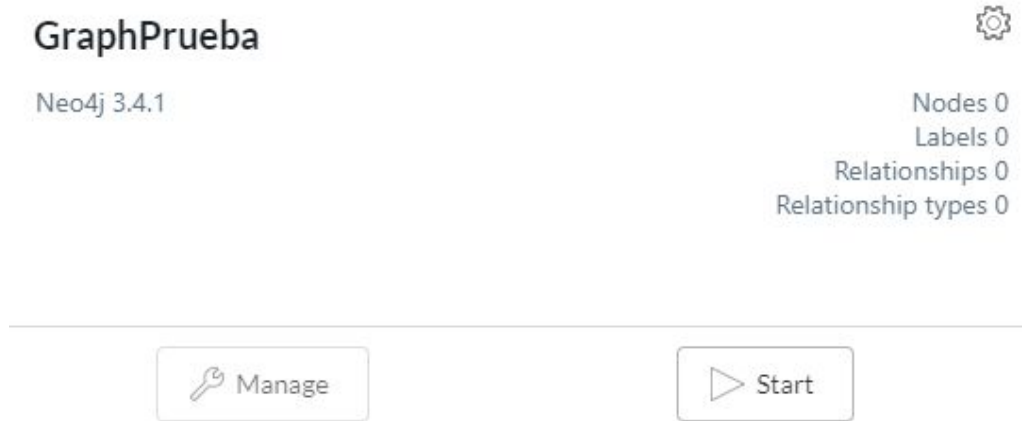 GraphPrueba
Neo4j 3.4.1
Nodes 0
Labels 0
Relationships 0
Relationship types 0
Manage
Start